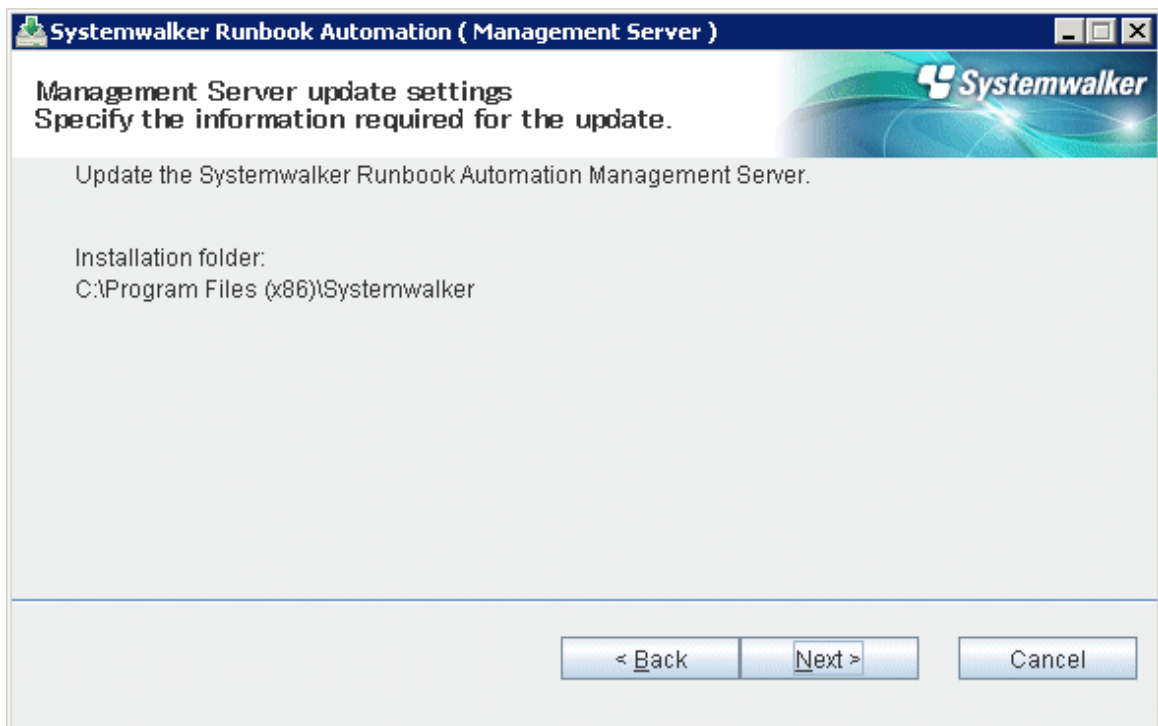 Systemwalker Runbook Automation ( Management Server )
Systemwalker
Management Server update settings
Specify the information required for the update.
Update the Systemwalker Runbook Automation Management Server.
Installation folder:
C:\Program Files (x86)\Systemwalker
< Back
Next >
Cancel